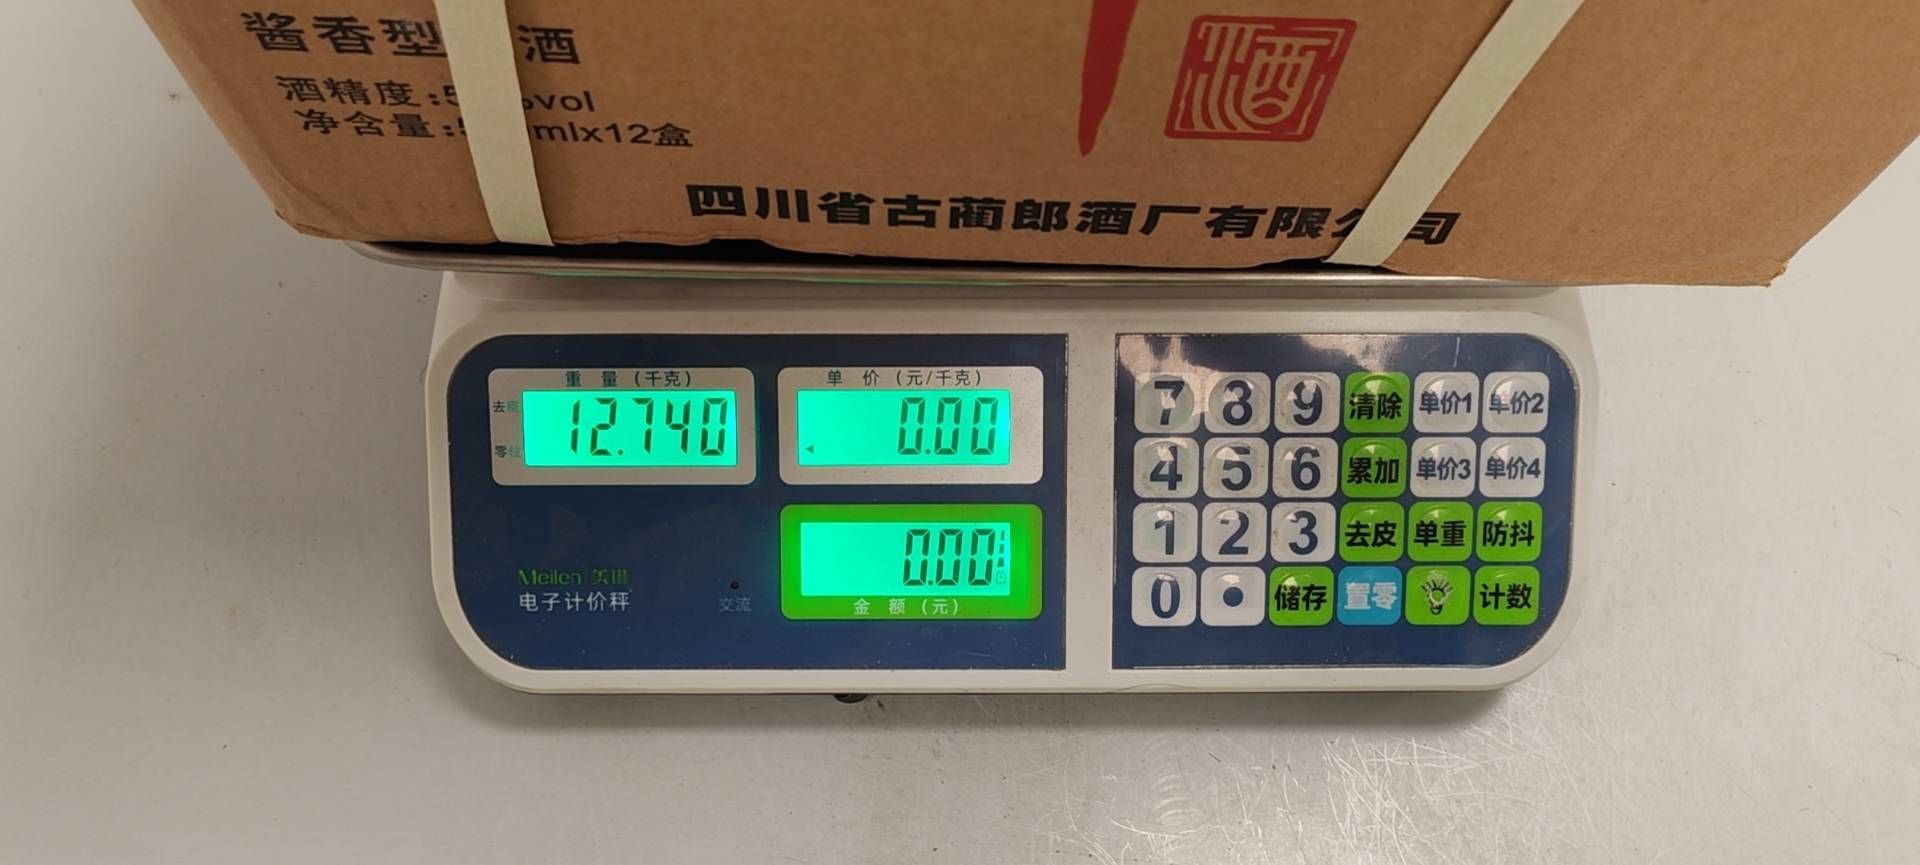 酱香型 酒
酒精度:5 %vol
净含量:5 mlx12盒
酒
四川省古蔺郎酒厂有限公司
重 量 (千克)
去皮
12.740
零位
单 价 (元/千克)
0.00
0.00
金 额 (元)
Meilen 美琳
电子计价秤
交流
7 8 9 清除 单价1 单价2
4 5 6 累加 单价3 单价4
1 2 3 去皮 单重 防抖
0 • 储存 置零 计数